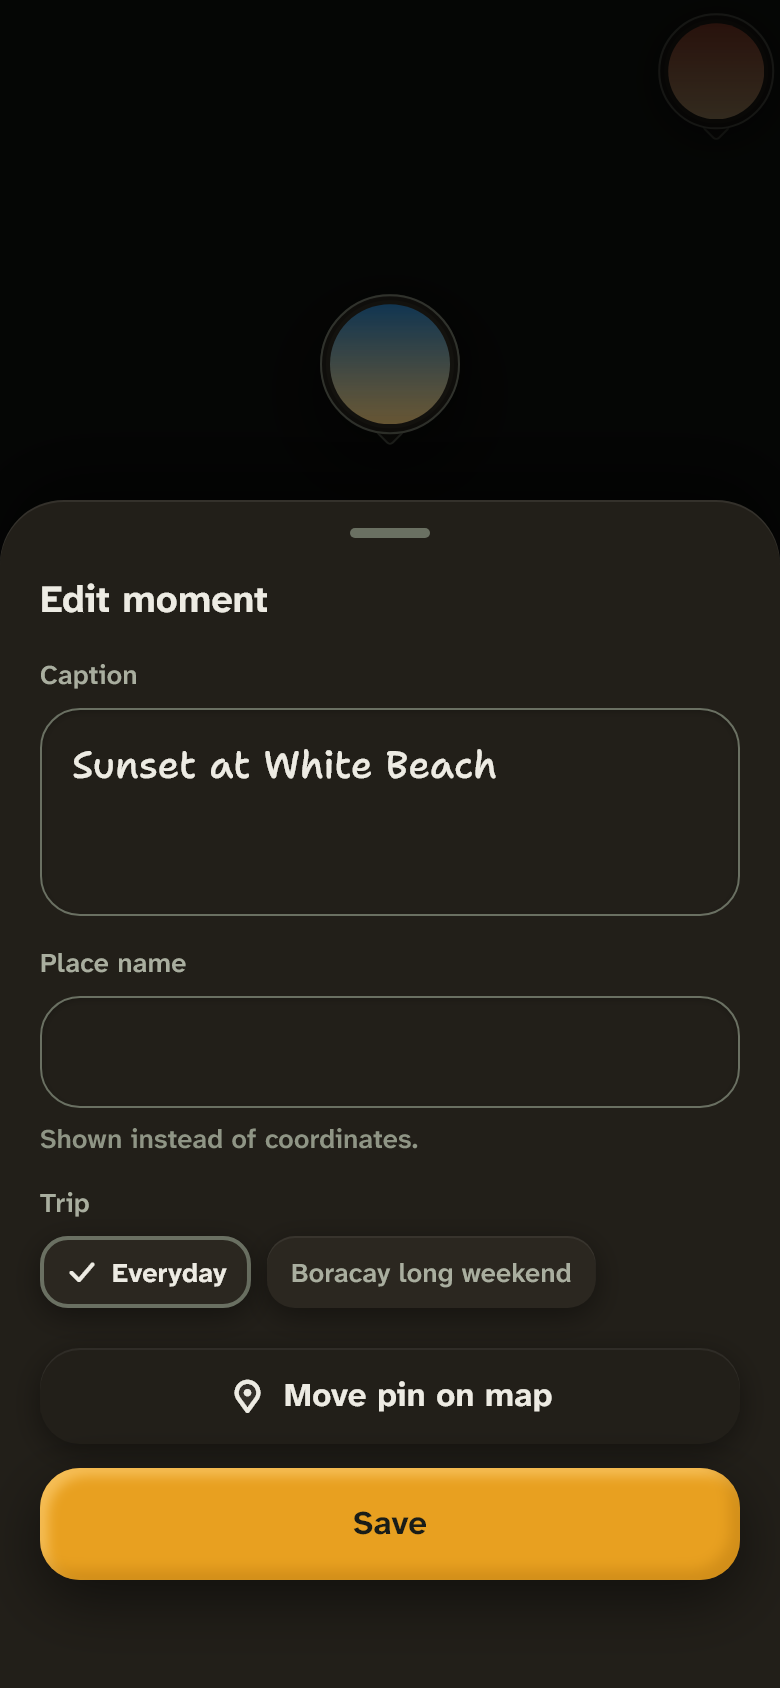 Edit moment
Caption
Sunset at White Beach
Place name
Shown instead of coordinates.
Trip
Everyday
Boracay long weekend
Move pin on map
Save